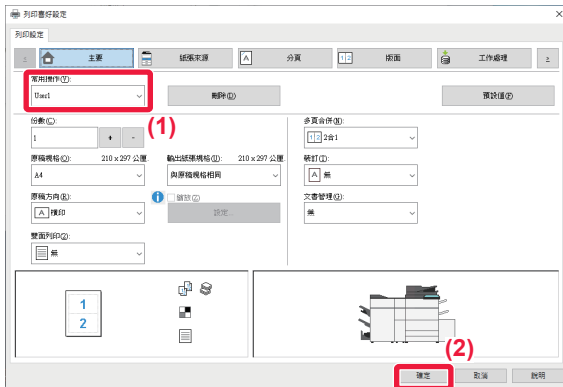 列印喜好設定
列印設定
主要 紙張來源 分頁 版面 工作處理
常用操作(Y):
User1 刪除(D) 預設值(F)
(1)
份數(C): 多頁合併(N):
1 + - 1 2 2合1
原稿規格(O): 210 x 297 公厘 輸出紙張規格(U): 210 x 297 公厘 裝訂(I):
A4 與原稿規格相同 A 無
原稿方向(R): 縮放(Z) 文書管理(G):
A 橫印 設定... 無
雙面列印(2):
無
1
2
(2)
確定 取消 說明